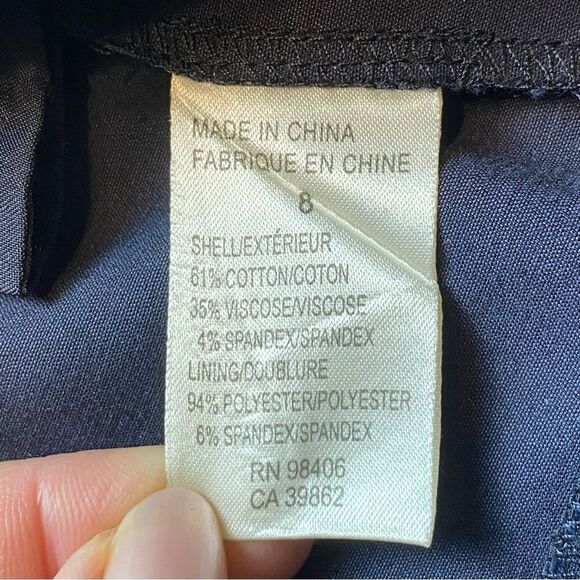 MADE IN CHINA
FABRIQUE EN CHINE
8
SHELL/EXTÉRIEUR
61% COTTON/COTON
35% VISCOSE/VISCOSE
4% SPANDEX/SPANDEX
LINING/DOUBLURE
94% POLYESTER/POLYESTER
6% SPANDEX/SPANDEX
RN 98406
CA 39862